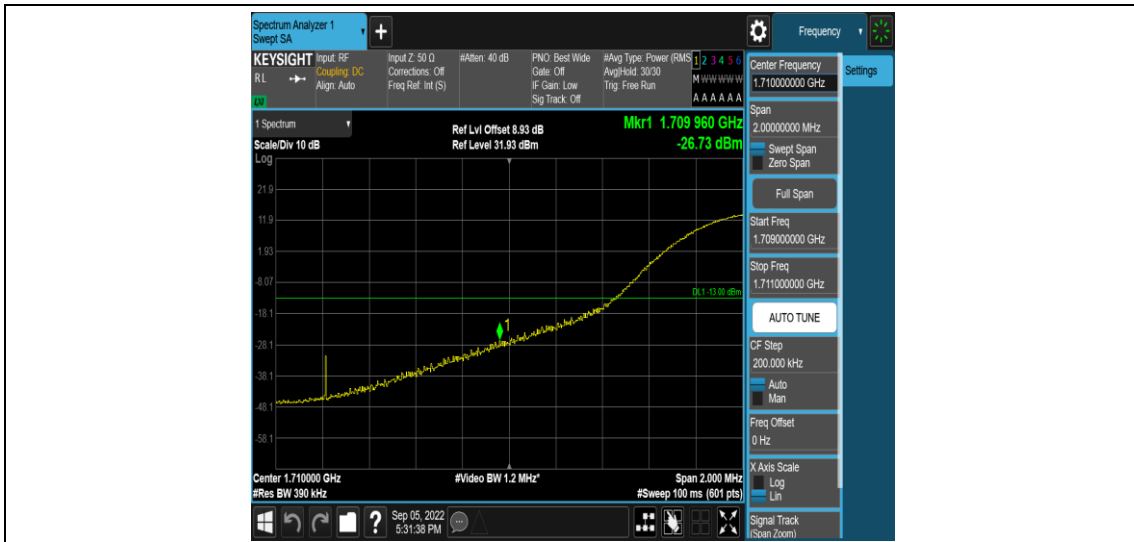 Spectrum Analyzer 1
Swept SA
+
Frequency
KEYSIGHT
RL
LXI
Input: RF
Coupling: DC
Align: Auto
Input Z: 50 Ω
Corrections: Off
Freq Ref: Int (S)
#Atten: 40 dB
PNO: Best Wide
Gate: Off
IF Gain: Low
Sig Track: Off
#Avg Type: Power (RMS
Avg|Hold: 30/30
Trig: Free Run
1 2 3 4 5 6
M W W W W W
A A A A A A
1 Spectrum
Scale/Div 10 dB
Log
Ref Lvl Offset 8.93 dB
Ref Level 31.93 dBm
Mkr1 1.709 960 GHz
-26.73 dBm
21.9
11.9
1.93
-8.07
DL1 -13.00 dBm
-18.1
1
-28.1
-38.1
-48.1
-58.1
Center 1.710000 GHz
#Res BW 390 kHz
#Video BW 1.2 MHz*
Span 2.000 MHz
#Sweep 100 ms (601 pts)
?
Sep 05, 2022
5:31:38 PM
Center Frequency
1.710000000 GHz
Settings
Span
2.00000000 MHz
Swept Span
Zero Span
Full Span
Start Freq
1.709000000 GHz
Stop Freq
1.711000000 GHz
AUTO TUNE
CF Step
200.000 kHz
Auto
Man
Freq Offset
0 Hz
X Axis Scale
Log
Lin
Signal Track
(Span Zoom)